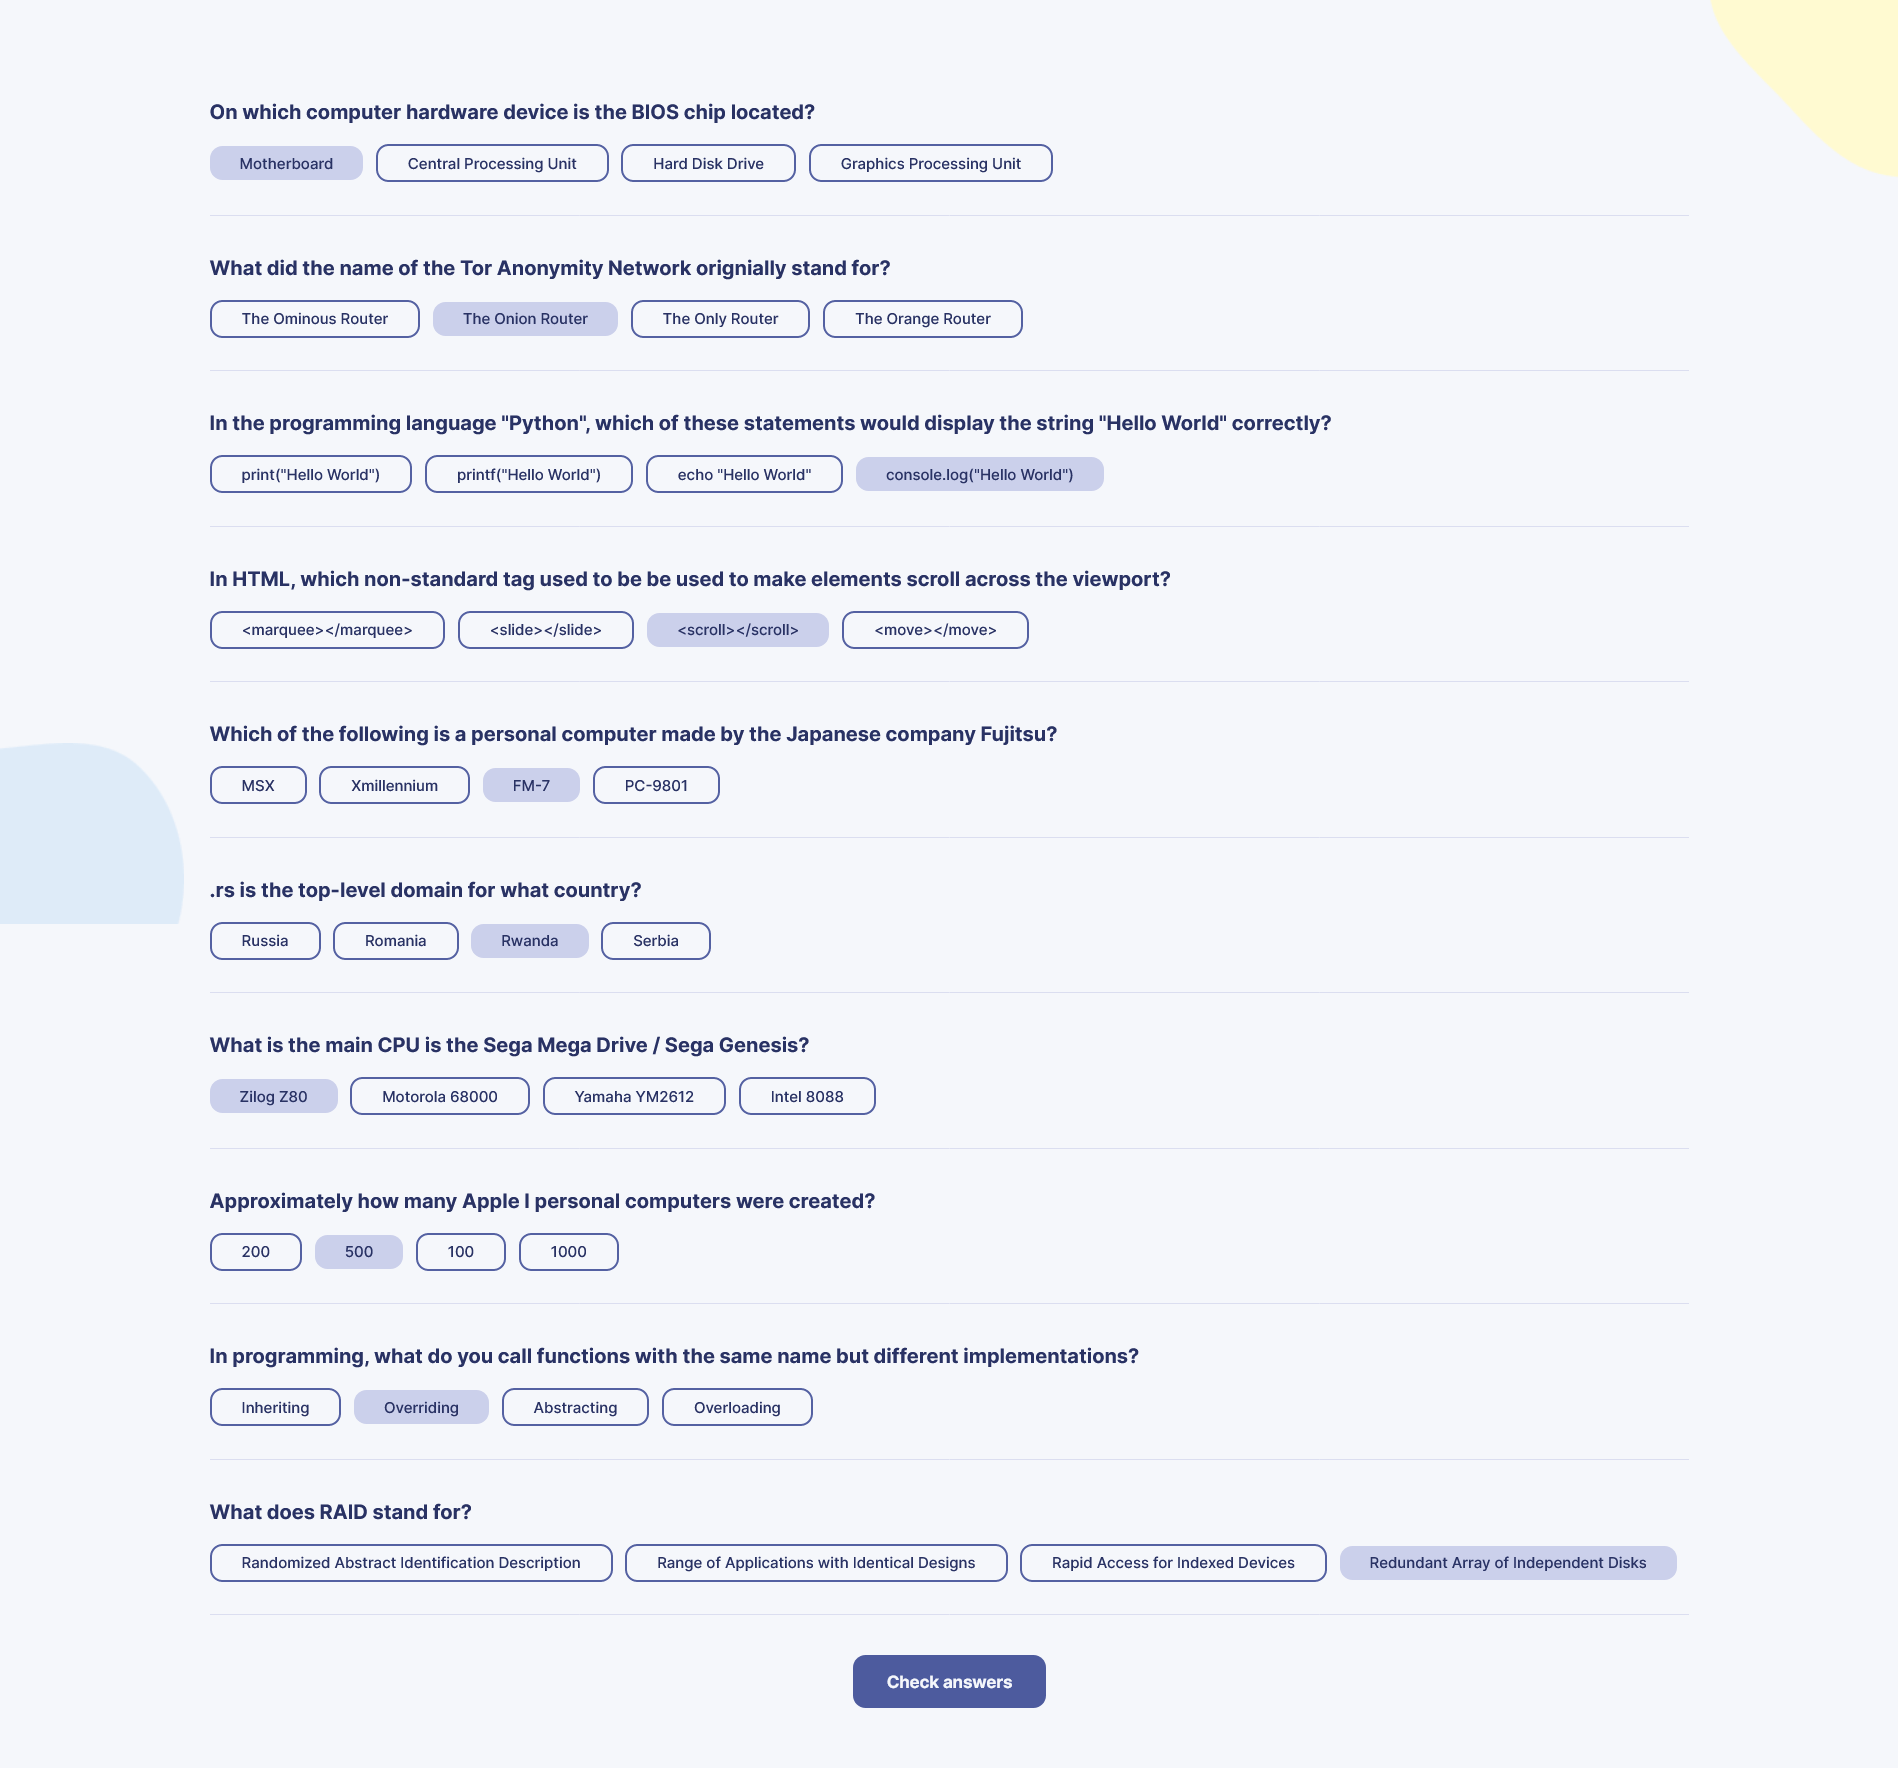 On which computer hardware device is the BIOS chip located?
Motherboard Central Processing Unit Hard Disk Drive Graphics Processing Unit
What did the name of the Tor Anonymity Network orignially stand for?
The Ominous Router The Onion Router The Only Router The Orange Router
In the programming language "Python", which of these statements would display the string "Hello World" correctly?
print("Hello World") printf("Hello World") echo "Hello World" console.log("Hello World")
In HTML, which non-standard tag used to be be used to make elements scroll across the viewport?
<marquee></marquee> <slide></slide> <scroll></scroll> <move></move>
Which of the following is a personal computer made by the Japanese company Fujitsu?
MSX Xmillennium FM-7 PC-9801
.rs is the top-level domain for what country?
Russia Romania Rwanda Serbia
What is the main CPU is the Sega Mega Drive / Sega Genesis?
Zilog Z80 Motorola 68000 Yamaha YM2612 Intel 8088
Approximately how many Apple I personal computers were created?
200 500 100 1000
In programming, what do you call functions with the same name but different implementations?
Inheriting Overriding Abstracting Overloading
What does RAID stand for?
Randomized Abstract Identification Description Range of Applications with Identical Designs Rapid Access for Indexed Devices Redundant Array of Independent Disks
Check answers